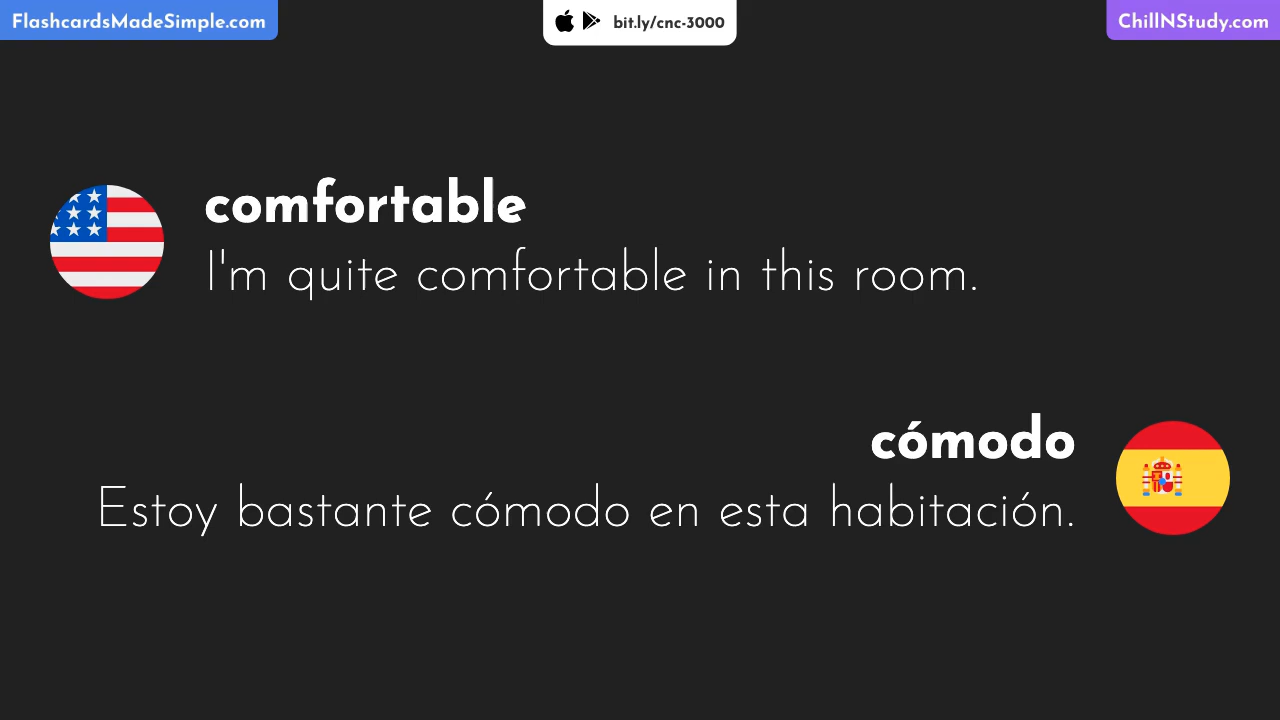 FlashcardsMadeSimple.com
bit.ly/cnc-3000
ChillNStudy.com
comfortable
I'm quite comfortable in this room.
cómodo
Estoy bastante cómodo en esta habitación.